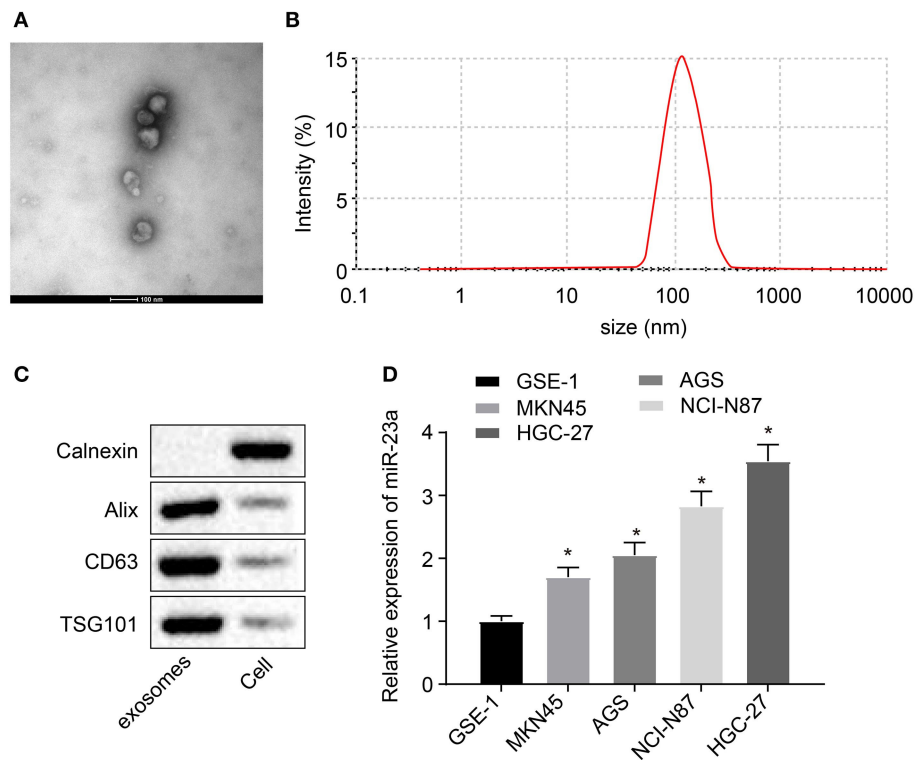 A
100 nm
B
Intensity (%)
15
10
5
0
0.1 1 10 100 1000 10000
size (nm)
C
Calnexin
Alix
CD63
TSG101
exosomes Cell
D
GSE-1
MKN45
HGC-27
AGS
NCI-N87
Relative expression of miR-23a
4
3
2
1
0
* * * *
GSE-1 MKN45 AGS NCI-N87 HGC-27